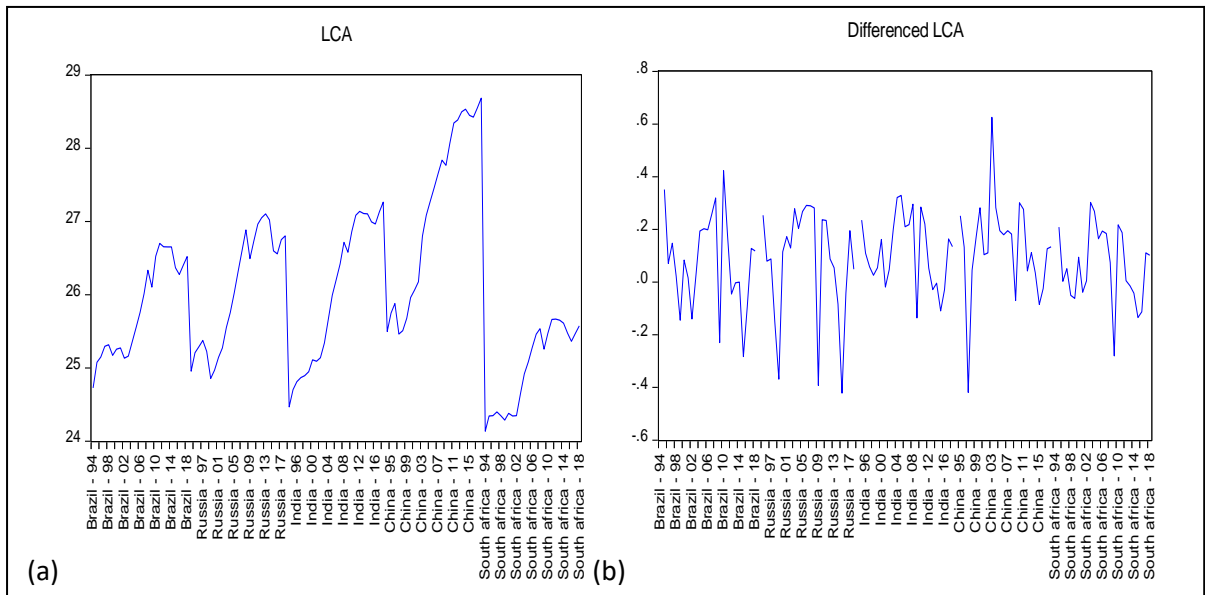 LCA
29
28
27
26
25
24
Brazil - 94
Brazil - 98
Brazil - 02
Brazil - 06
Brazil - 10
Brazil - 14
Brazil - 18
Russia - 97
Russia - 01
Russia - 05
Russia - 09
Russia - 13
Russia - 17
India - 96
India - 00
India - 04
India - 08
India - 12
India - 16
China - 95
China - 99
China - 03
China - 07
China - 11
China - 15
South africa - 94
South africa - 98
South africa - 02
South africa - 06
South africa - 10
South africa - 14
South africa - 18
(a)
Differenced LCA
.8
.6
.4
.2
.0
-.2
-.4
-.6
Brazil - 94
Brazil - 98
Brazil - 02
Brazil - 06
Brazil - 10
Brazil - 14
Brazil - 18
Russia - 97
Russia - 01
Russia - 05
Russia - 09
Russia - 13
Russia - 17
India - 96
India - 00
India - 04
India - 08
India - 12
India - 16
China - 95
China - 99
China - 03
China - 07
China - 11
China - 15
South africa - 94
South africa - 98
South africa - 02
South africa - 06
South africa - 10
South africa - 14
South africa - 18
(b)